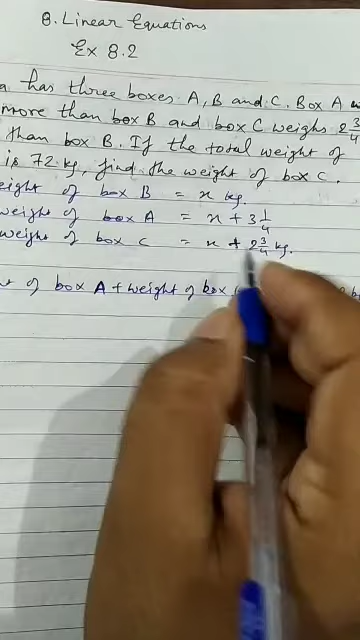 8. Linear Equations
Ex 8.2
has three boxes A, B and C. Box A
more than box B and box C weighs 2 3/4
than box B. If the total weight of
is 72 kg, find the weight of box C.
eight of box B = x kg.
weight of box A = x + 3 1/4
weight of box C = x + 2 3/4 kg.
of box A + weight of box